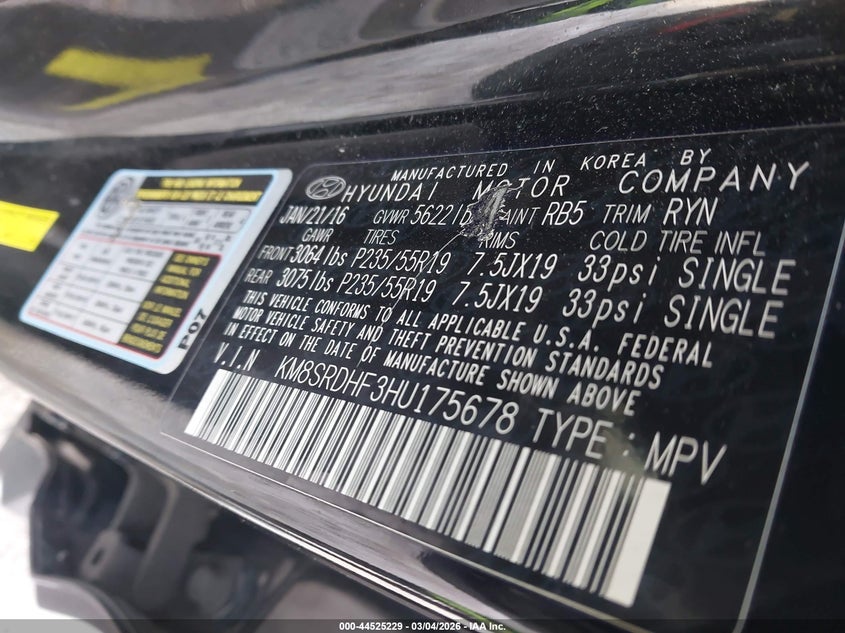 MANUFACTURED IN KOREA BY
HYUNDAI MOTOR COMPANY
JAN/21/16 GVWR 5622 RB5 TRIM RYN
GAWR TIRES RIMS COLD TIRE INFL
FRONT 3064 lbs P235/55R19 7.5JX19 33psi SINGLE
REAR 3075 lbs P235/55R19 7.5JX19 33psi SINGLE
THIS VEHICLE CONFORMS TO ALL APPLICABLE U.S.A. FEDERAL
MOTOR VEHICLE SAFETY AND THEFT PREVENTION STANDARDS
IN EFFECT ON THE DATE OF MANUFACTURE SHOWN ABOVE
V.I.N KM8SRDHF3HU175678 TYPE : MPV
P07
000-44525229 - 03/04/2026 - IAA Inc.